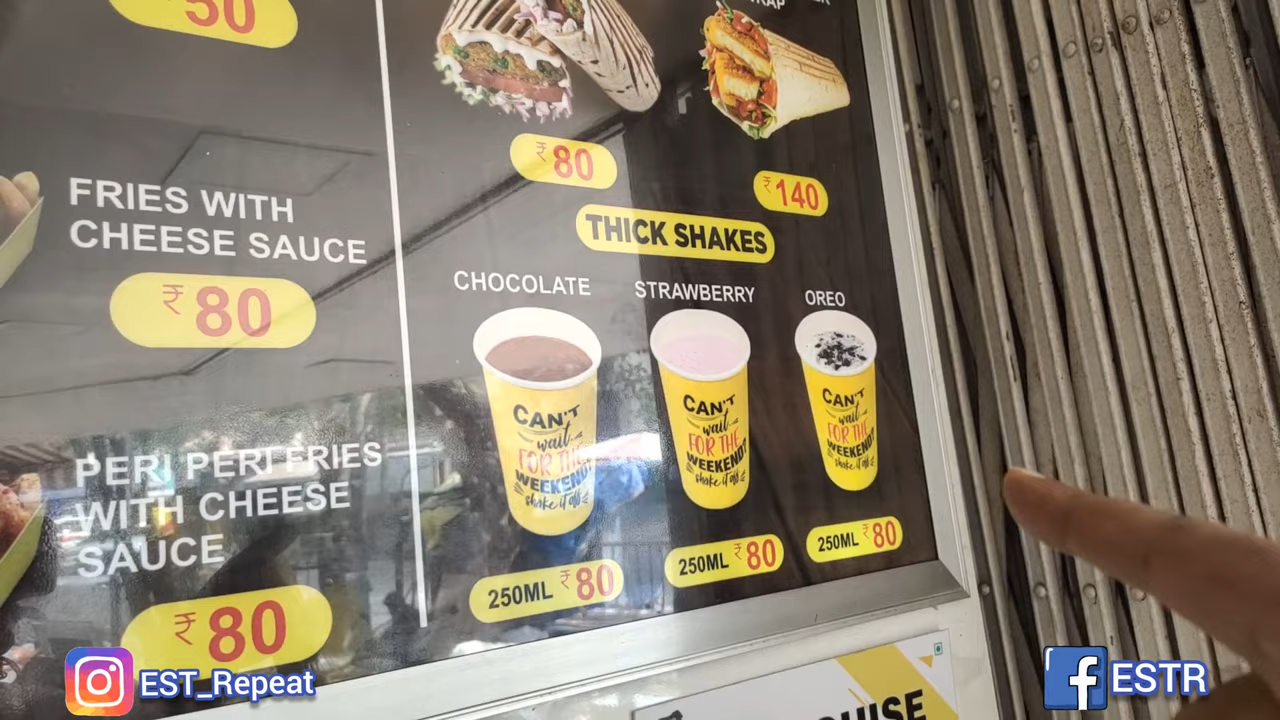 ₹50
FRIES WITH
CHEESE SAUCE
₹80
PERI PERI FRIES
WITH CHEESE
SAUCE
₹80
₹80
₹140
THICK SHAKES
CHOCOLATE
STRAWBERRY
OREO
CAN'T
wait
FOR THE
WEEKEND?
shake it off
CAN'T
wait
FOR THE
WEEKEND?
shake it off
CAN'T
wait
FOR THE
WEEKEND?
shake it off
250ML ₹80
250ML ₹80
250ML ₹80
EST_Repeat
f ESTR